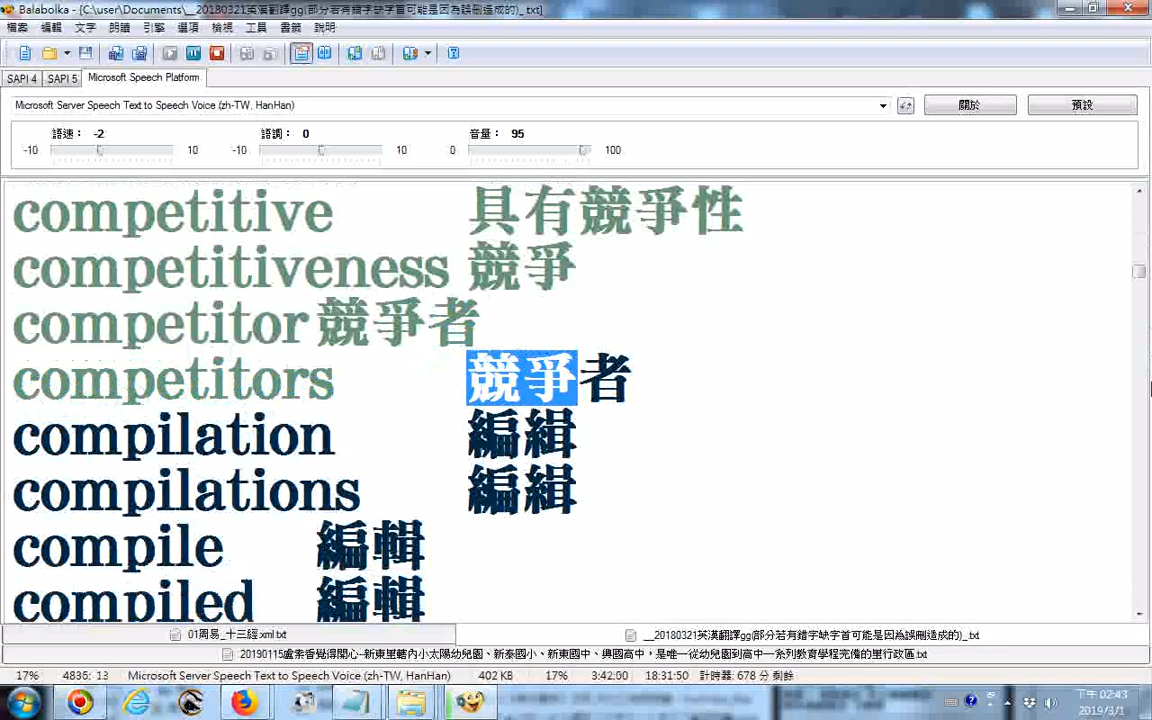 Balabolka - [C:\user\Documents\__20180321英漢翻譯gg(部分若有錯字缺字首可能是因為誤刪造成的)_.txt]
檔案 編輯 文字 朗讀 引擎 選項 檢視 工具 書籤 說明
SAPI 4 SAPI 5 Microsoft Speech Platform
Microsoft Server Speech Text to Speech Voice (zh-TW, HanHan) 關於 預設
語速： -2 語調： 0 音量： 95
-10 10 -10 10 0 100
competitive 具有競爭性
competitiveness 競爭
competitor 競爭者
competitors 競爭者
compilation 編緝
compilations 編緝
compile 編輯
compiled 編輯
01周易_十三經.xml.txt __20180321英漢翻譯gg(部分若有錯字缺字首可能是因為誤刪造成的)_.txt
20190115盧素香覺得開心-新東里轄內小太陽幼兒園、新泰國小、新東國中、興國高中，是唯一從幼兒園到高中一系列教育學程完備的里行政區.txt
17% 4836: 13 Microsoft Server Speech Text to Speech Voice (zh-TW, HanHan) 402 KB 17% 3:42:00 18:31:50 計時器: 678 分 剩餘
下午 02:43
2019/3/1